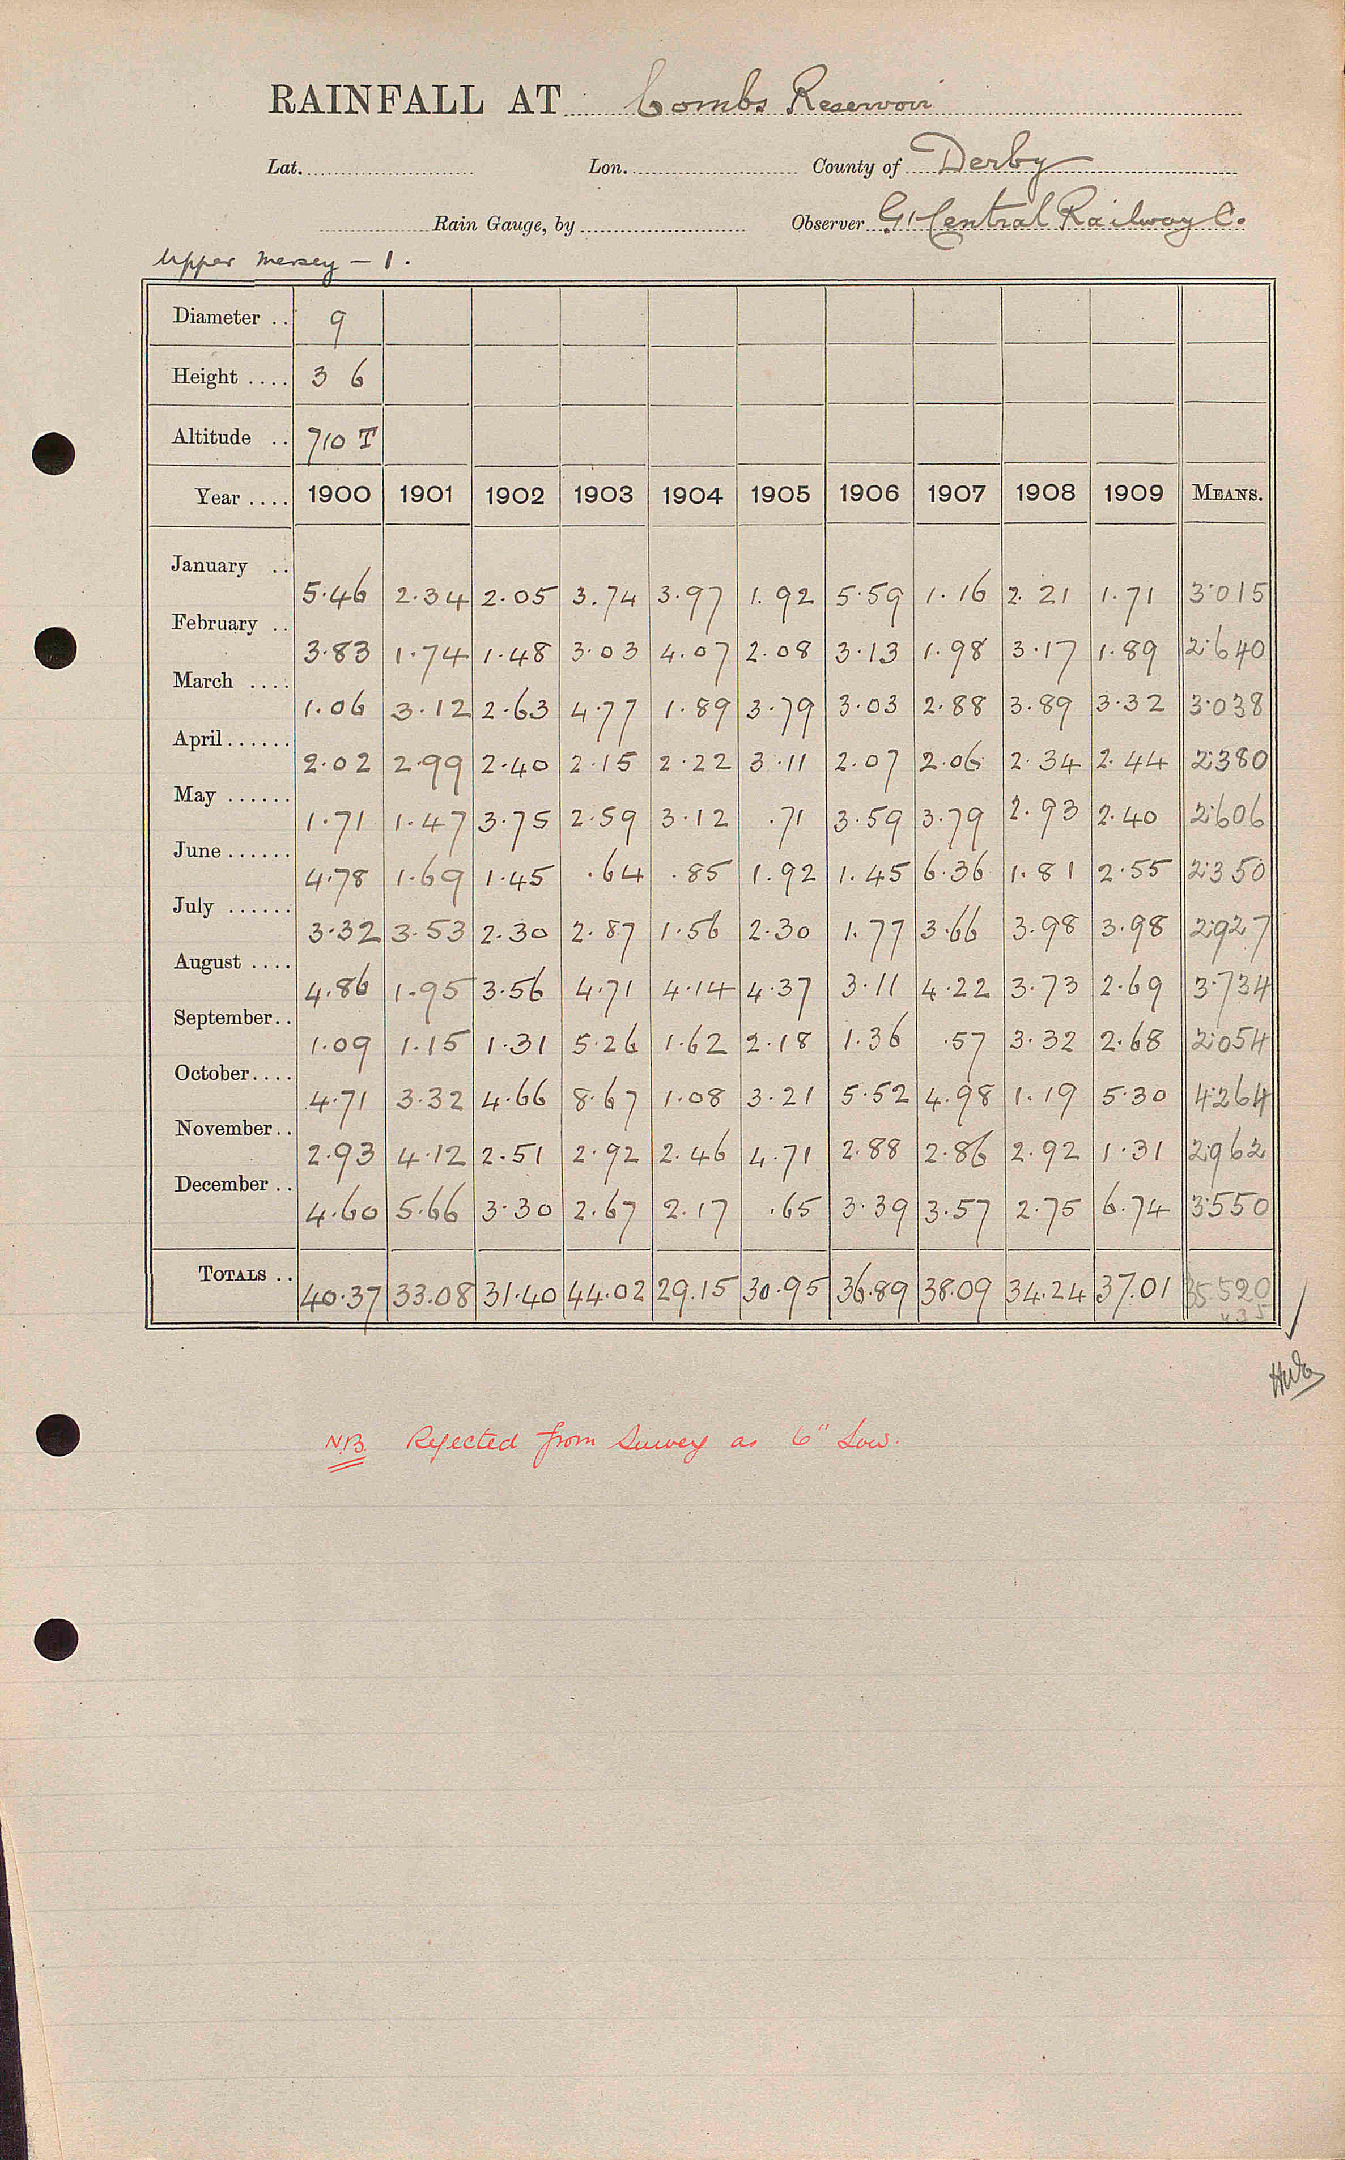 RAINFALL AT Combs Reservoir
Lat. Lon. County of Derby
Rain Gauge, by Observer Gt Central Railway Co.
Upper Mersey - 1.
Diameter .. 9
Height .... 3 6
Altitude .. 710 T
Year .... 1900 1901 1902 1903 1904 1905 1906 1907 1908 1909 MEANS.
January .. 5.46 2.34 2.05 3.74 3.97 1.92 5.59 1.16 2.21 1.71 3.015
February .. 3.83 1.74 1.48 3.03 4.07 2.08 3.13 1.98 3.17 1.89 2.640
March .... 1.06 3.12 2.63 4.77 1.89 3.79 3.03 2.88 3.89 3.32 3.038
April...... 2.02 2.99 2.40 2.15 2.22 3.11 2.07 2.06 2.34 2.44 2.380
May ...... 1.71 1.47 3.75 2.59 3.12 .71 3.59 3.79 2.93 2.40 2.606
June ...... 4.78 1.69 1.45 .64 .85 1.92 1.45 6.36 1.81 2.55 2.350
July ...... 3.32 3.53 2.30 2.87 1.56 2.30 1.77 3.66 3.98 3.98 2.927
August .... 4.86 1.95 3.56 4.71 4.14 4.37 3.11 4.22 3.73 2.69 3.734
September.. 1.09 1.15 1.31 5.26 1.62 2.18 1.36 .57 3.32 2.68 2.054
October.... 4.71 3.32 4.66 8.67 1.08 3.21 5.52 4.98 1.19 5.30 4.264
November.. 2.93 4.12 2.51 2.92 2.46 4.71 2.88 2.86 2.92 1.31 2.962
December .. 4.60 5.66 3.30 2.67 2.17 .65 3.39 3.57 2.75 6.74 3.550
TOTALS .. 40.37 33.08 31.40 44.02 29.15 30.95 36.89 38.09 34.24 37.01 35.520
N.B. Rejected from Survey as 6" Low.